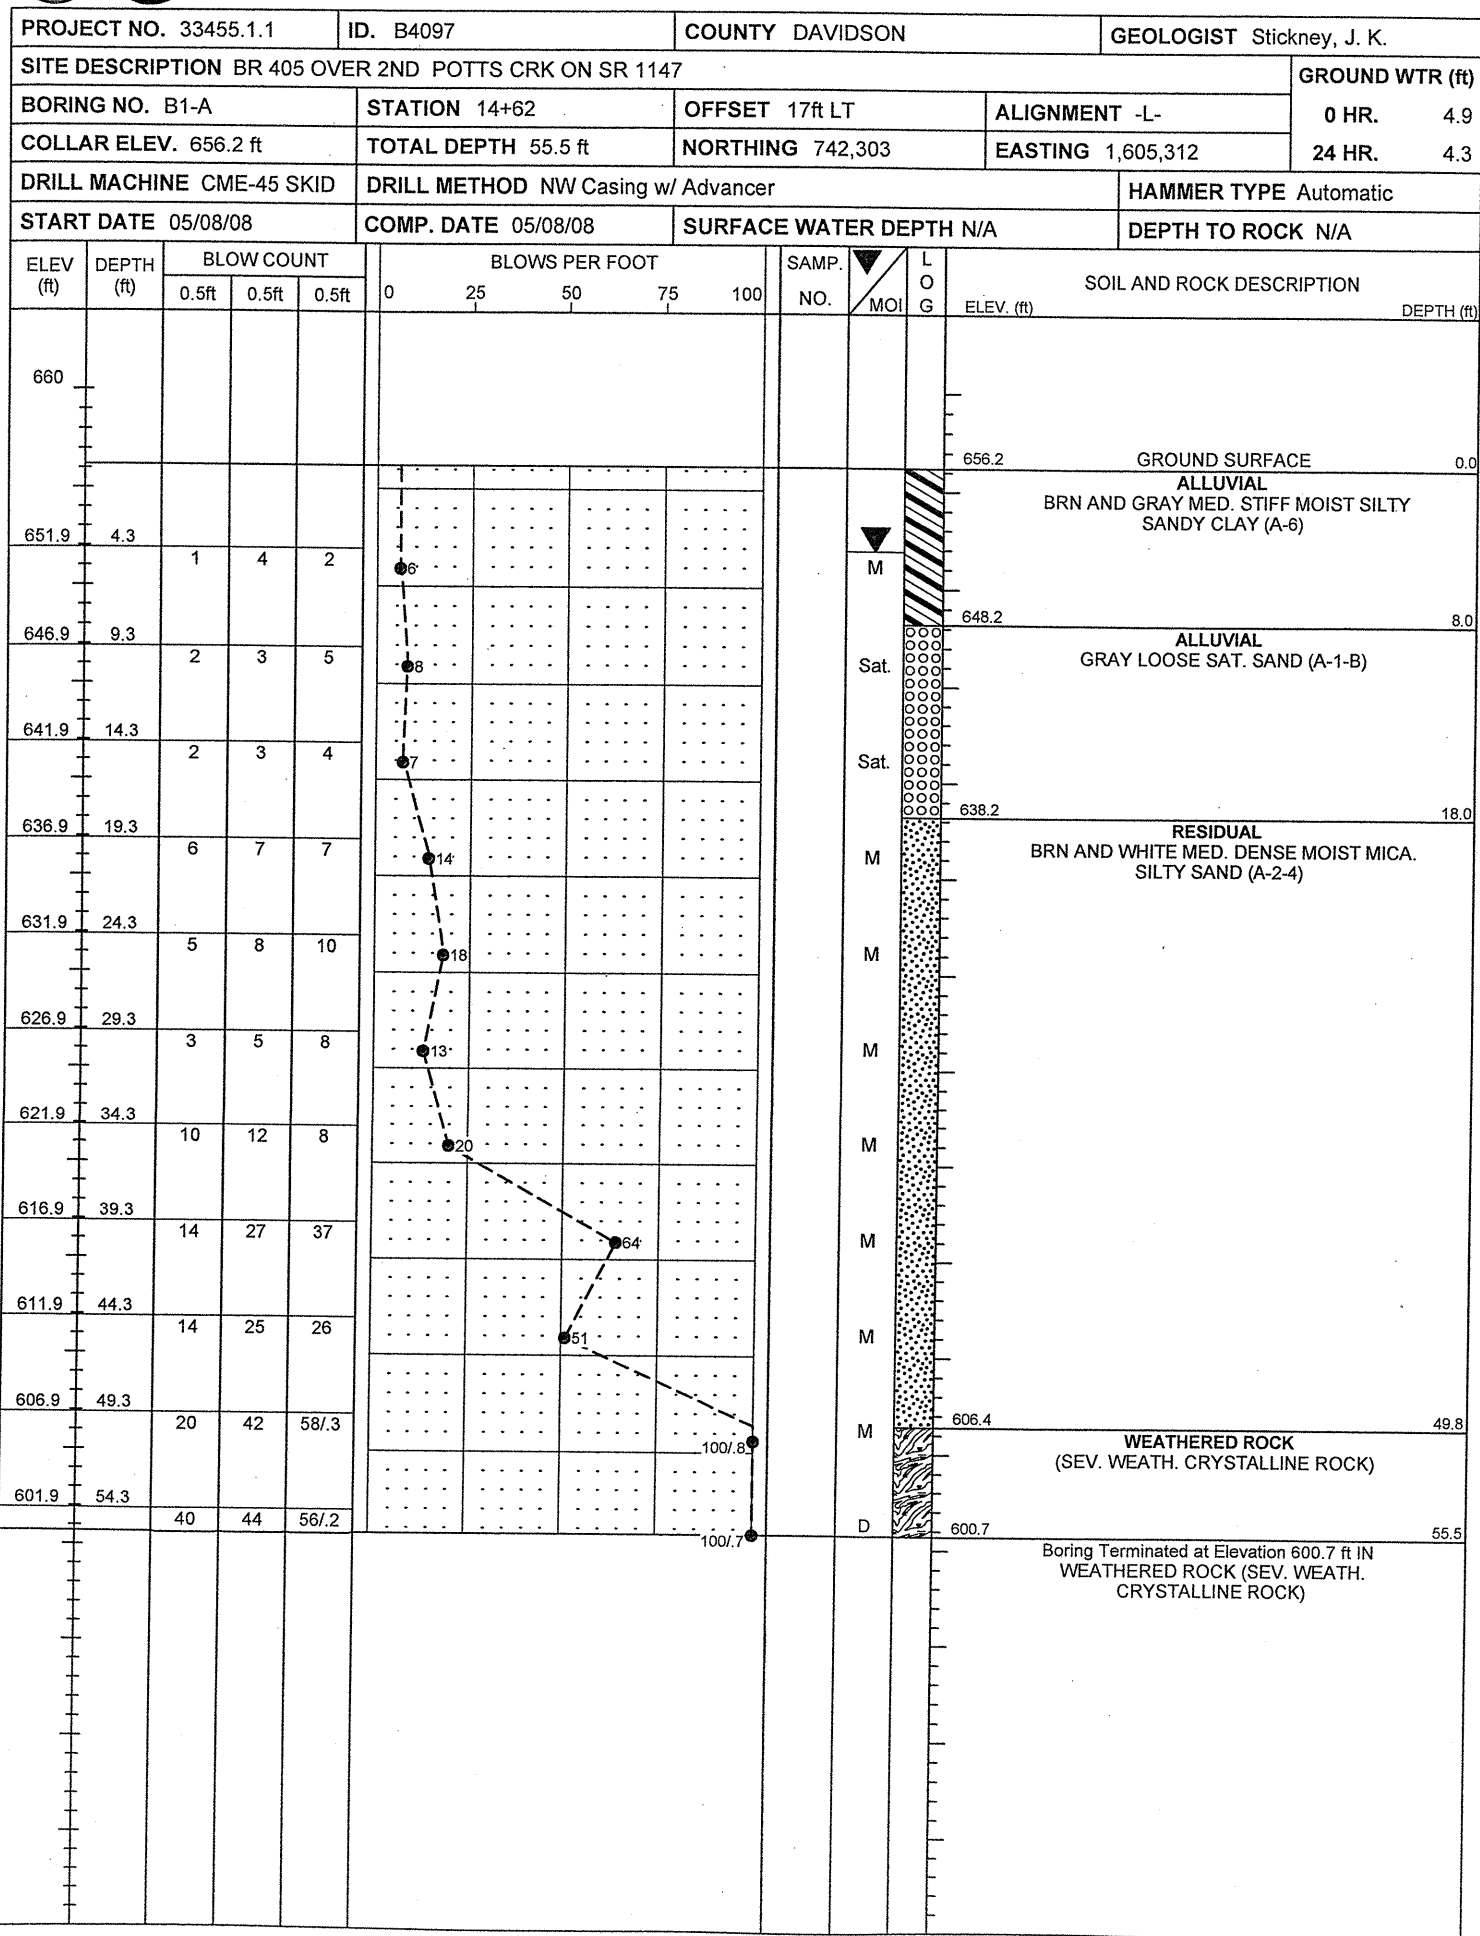 PROJECT NO. 33455.1.1 ID. B4097 COUNTY DAVIDSON GEOLOGIST Stickney, J. K.
SITE DESCRIPTION BR 405 OVER 2ND POTTS CRK ON SR 1147 GROUND WTR (ft)
BORING NO. B1-A STATION 14+62 OFFSET 17ft LT ALIGNMENT -L- 0 HR. 4.9
COLLAR ELEV. 656.2 ft TOTAL DEPTH 55.5 ft NORTHING 742,303 EASTING 1,605,312 24 HR. 4.3
DRILL MACHINE CME-45 SKID DRILL METHOD NW Casing w/ Advancer HAMMER TYPE Automatic
START DATE 05/08/08 COMP. DATE 05/08/08 SURFACE WATER DEPTH N/A DEPTH TO ROCK N/A
ELEV (ft) DEPTH (ft) BLOW COUNT BLOWS PER FOOT SAMP. NO. MOI LOG SOIL AND ROCK DESCRIPTION
0.5ft 0.5ft 0.5ft 0 25 50 75 100 ELEV. (ft) DEPTH (ft)
660
656.2 GROUND SURFACE 0.0
ALLUVIAL
BRN AND GRAY MED. STIFF MOIST SILTY
SANDY CLAY (A-6)
651.9 4.3
1 4 2 6 M
648.2 8.0
646.9 9.3
ALLUVIAL
2 3 5 8 Sat. GRAY LOOSE SAT. SAND (A-1-B)
641.9 14.3
2 3 4 7 Sat.
638.2 18.0
636.9 19.3
RESIDUAL
6 7 7 14 M BRN AND WHITE MED. DENSE MOIST MICA.
SILTY SAND (A-2-4)
631.9 24.3
5 8 10 18 M
626.9 29.3
3 5 8 13 M
621.9 34.3
10 12 8 20 M
616.9 39.3
14 27 37 64 M
611.9 44.3
14 25 26 51 M
606.9 49.3
606.4 49.8
20 42 58/.3 100/.8 M
WEATHERED ROCK
(SEV. WEATH. CRYSTALLINE ROCK)
601.9 54.3
40 44 56/.2 100/.7 D
600.7 55.5
Boring Terminated at Elevation 600.7 ft IN
WEATHERED ROCK (SEV. WEATH.
CRYSTALLINE ROCK)